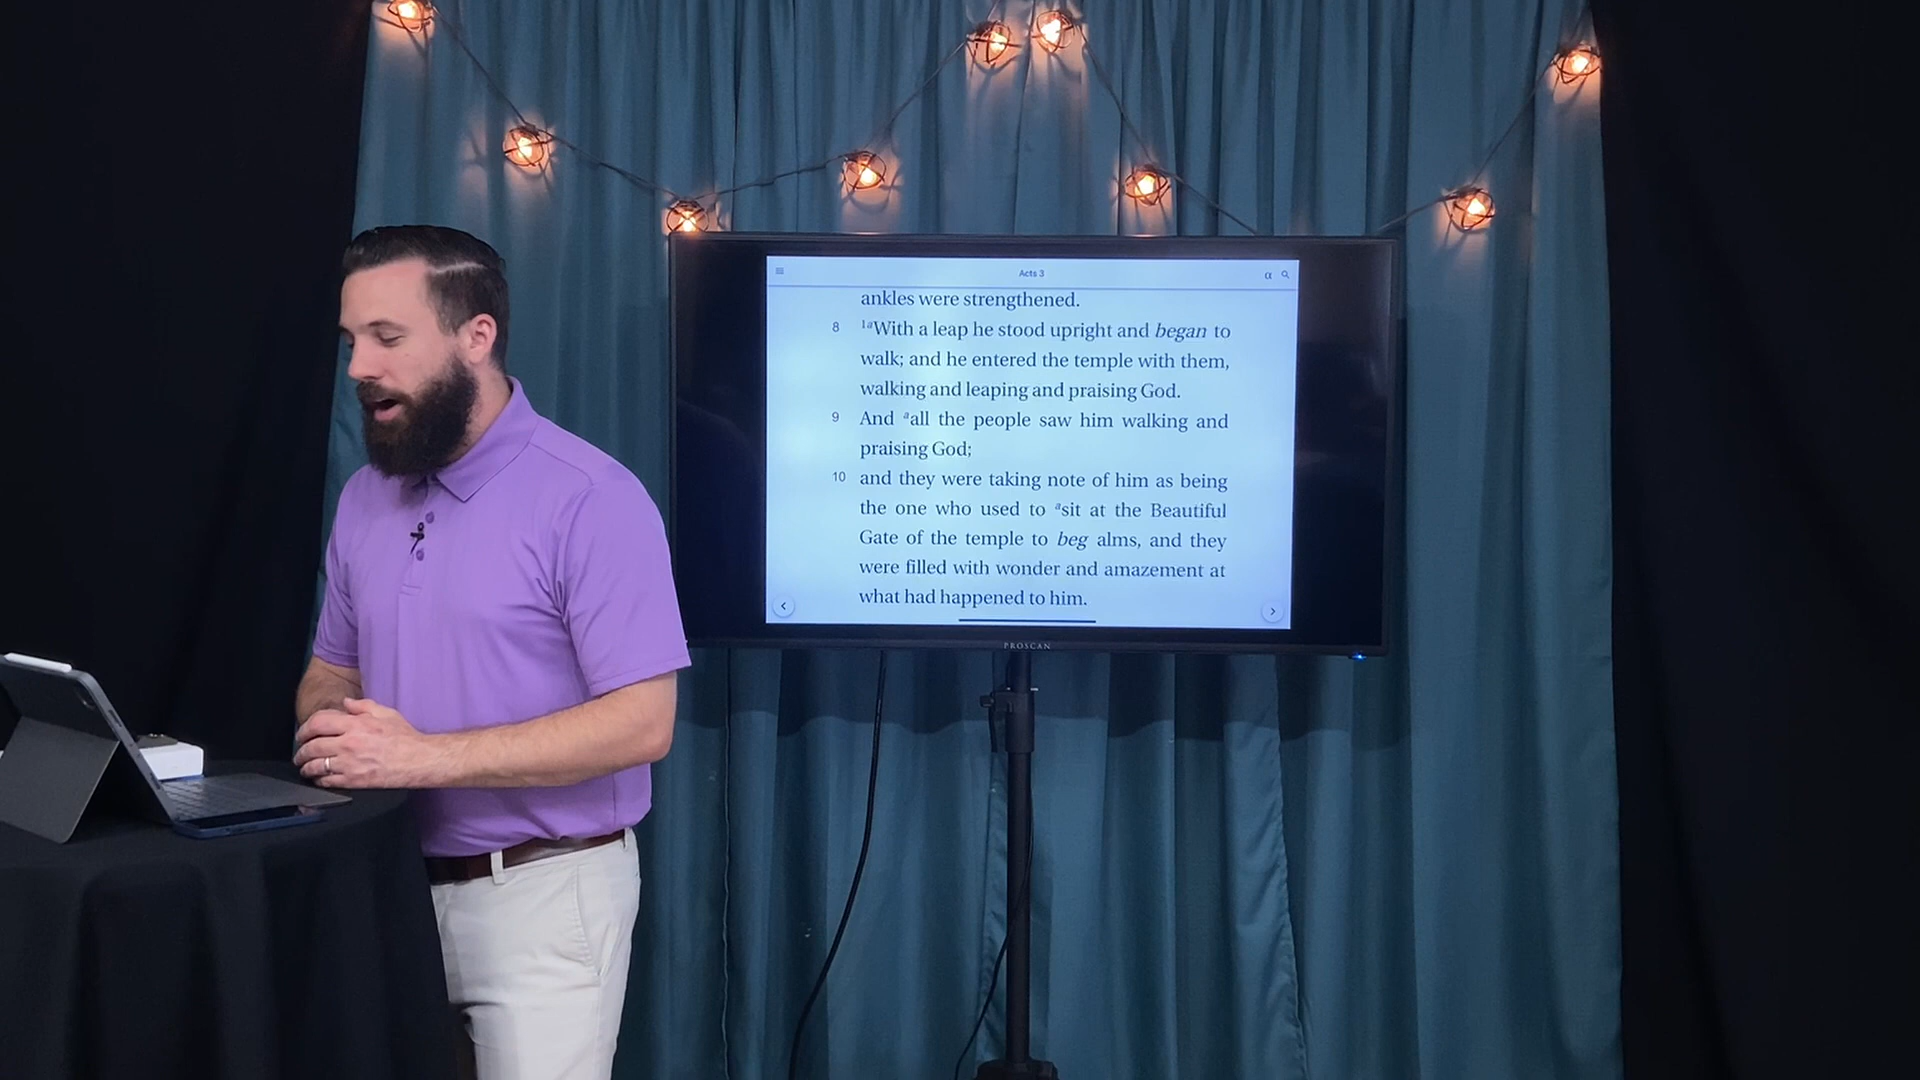 Acts 3
α
ankles were strengthened.
8 1aWith a leap he stood upright and began to
walk; and he entered the temple with them,
walking and leaping and praising God.
9 And aall the people saw him walking and
praising God;
10 and they were taking note of him as being
the one who used to asit at the Beautiful
Gate of the temple to beg alms, and they
were filled with wonder and amazement at
what had happened to him.
PROSCAN